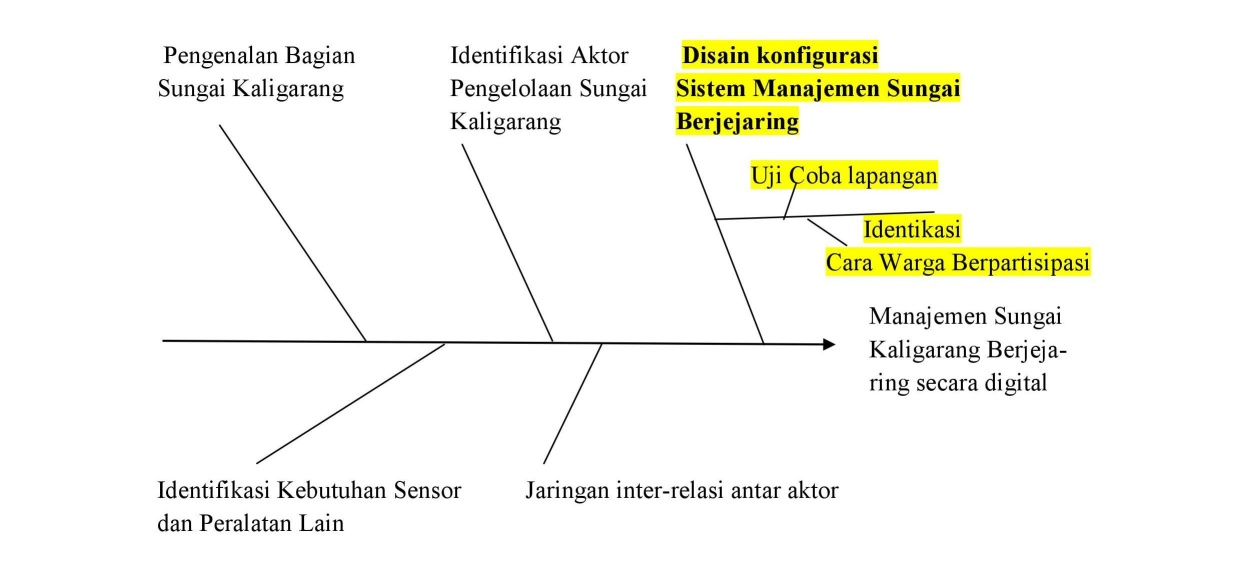 Pengenalan Bagian
Sungai Kaligarang
Identifikasi Aktor
Pengelolaan Sungai
Kaligarang
Disain konfigurasi
Sistem Manajemen Sungai
Berjejaring
Uji Coba lapangan
Identikasi
Cara Warga Berpartisipasi
Manajemen Sungai
Kaligarang Berjeja-
ring secara digital
Identifikasi Kebutuhan Sensor
dan Peralatan Lain
Jaringan inter-relasi antar aktor